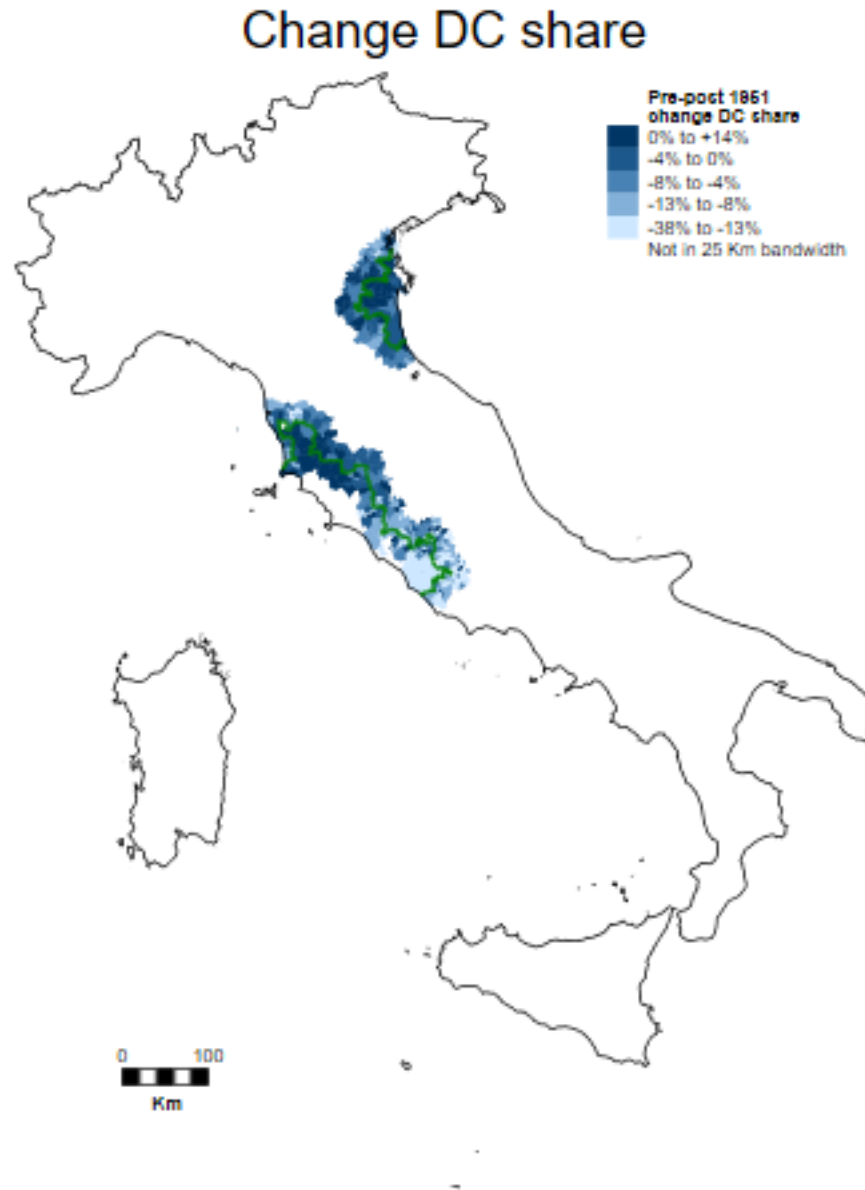 Change DC share
Pre-post 1951
change DC share
0% to +14%
-4% to 0%
-8% to -4%
-13% to -8%
-38% to -13%
Not in 25 Km bandwidth
0 100
Km